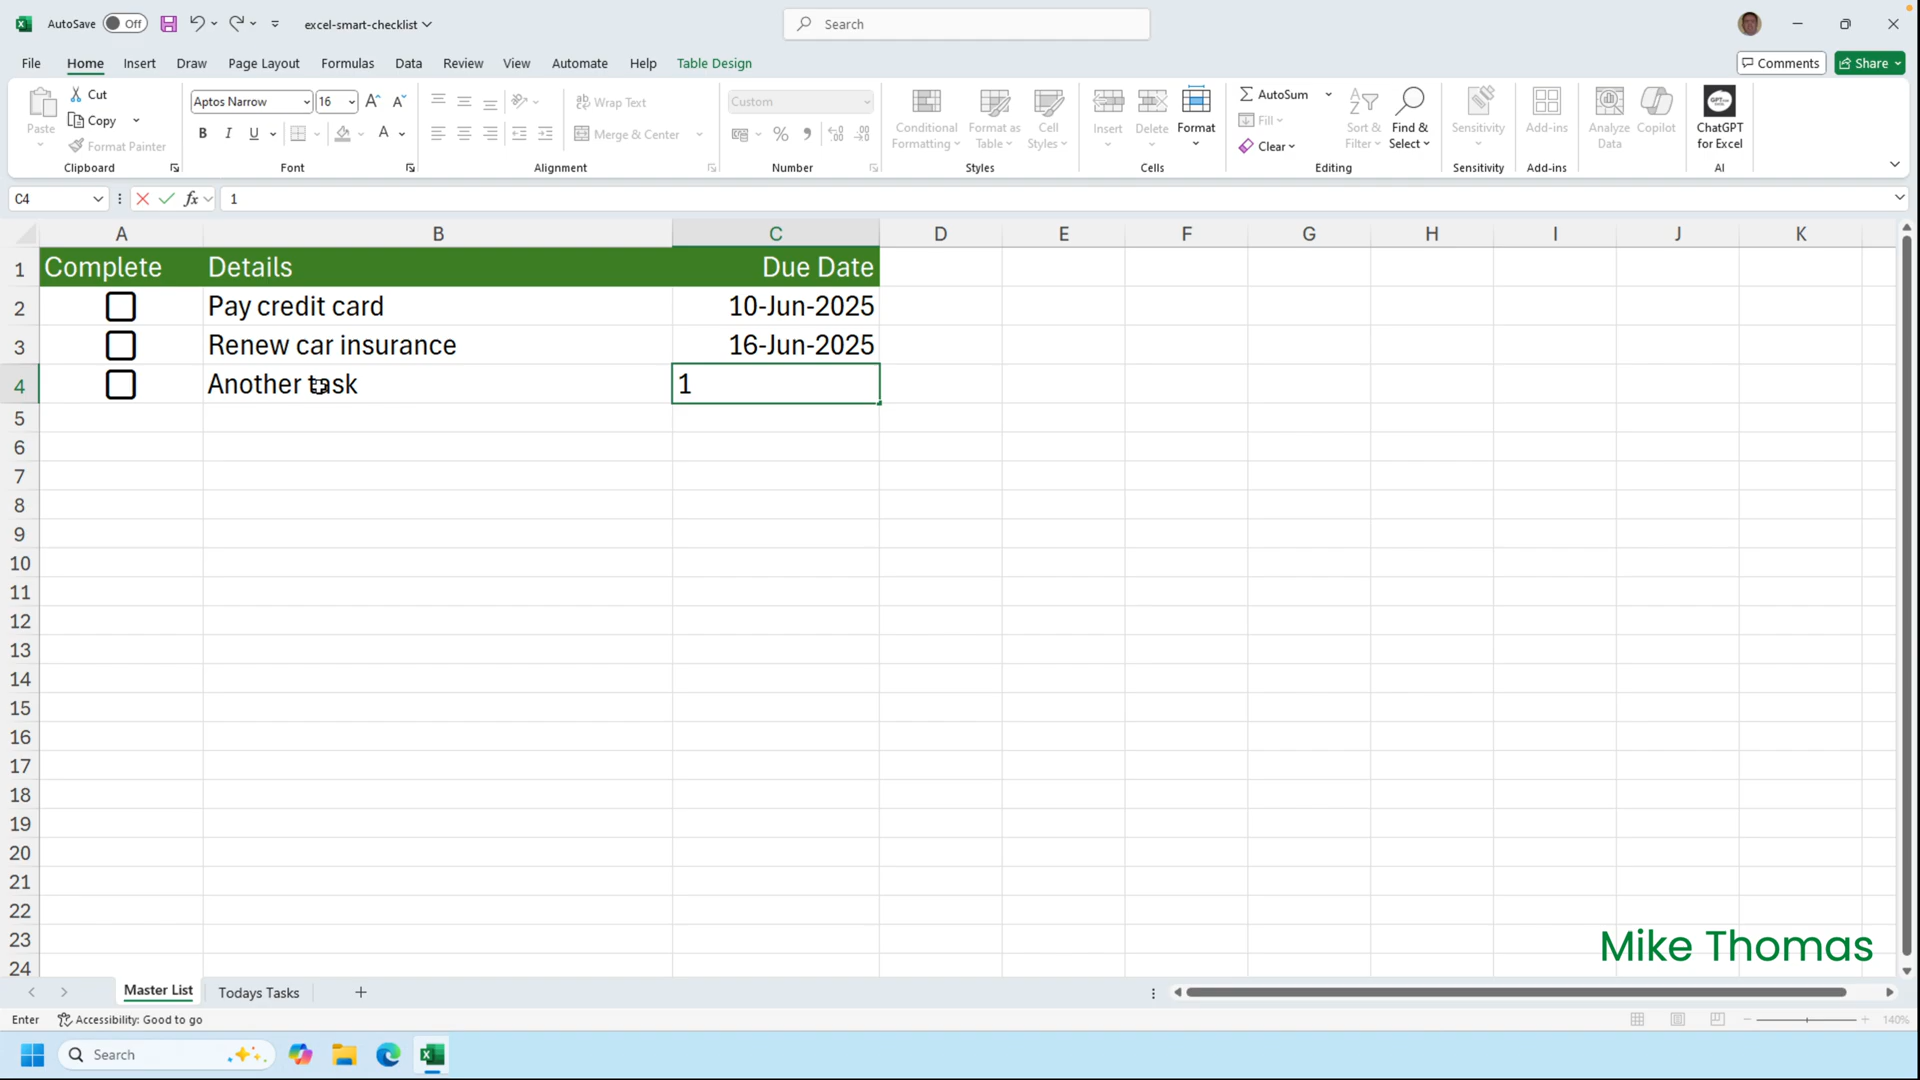 AutoSave Off excel-smart-checklist Search
File Home Insert Draw Page Layout Formulas Data Review View Automate Help Table Design Comments Share
Paste Cut Copy Format Painter Clipboard
Aptos Narrow 16 B I U Font
Wrap Text Merge & Center Alignment
Custom Number
Conditional Formatting Format as Table Cell Styles Styles
Insert Delete Format Cells
AutoSum Fill Clear Sort & Filter Find & Select Editing
Sensitivity Sensitivity
Add-ins Add-ins
Analyze Data Copilot
ChatGPT for Excel AI
C4 fx 1
A B C D E F G H I J K
1 Complete Details Due Date
2 Pay credit card 10-Jun-2025
3 Renew car insurance 16-Jun-2025
4 Another task 1
5
6
7
8
9
10
11
12
13
14
15
16
17
18
19
20
21
22
23
24
Mike Thomas
Master List Todays Tasks
Enter Accessibility: Good to go 140%
Search